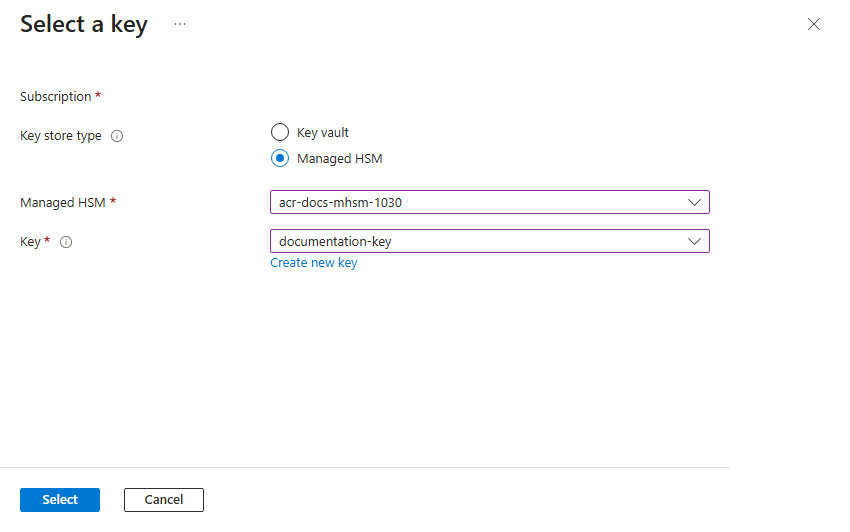 Select a key ...
Subscription *
Key store type
Key vault
Managed HSM
Managed HSM * acr-docs-mhsm-1030
Key * documentation-key
Create new key
Select Cancel